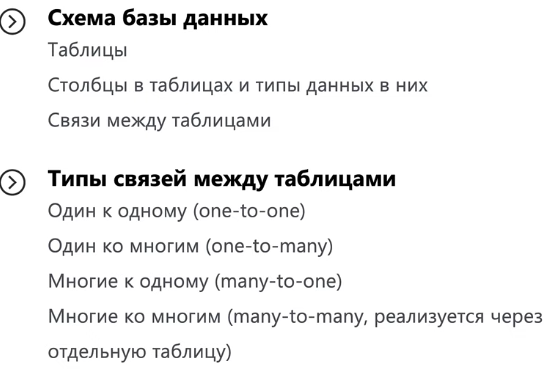 Схема базы данных
Таблицы
Столбцы в таблицах и типы данных в них
Связи между таблицами
Типы связей между таблицами
Один к одному (one-to-one)
Один ко многим (one-to-many)
Многие к одному (many-to-one)
Многие ко многим (many-to-many, реализуется через
отдельную таблицу)